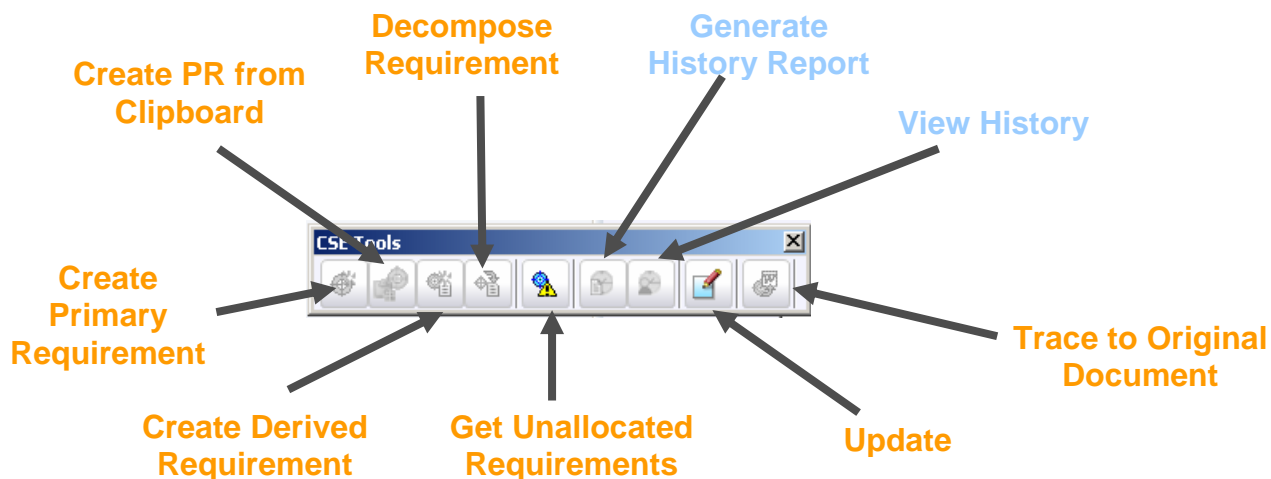 Decompose
Requirement
Generate
History Report
Create PR from
Clipboard
View History
CSE Tools
Create
Primary
Requirement
Trace to Original
Document
Create Derived
Requirement
Get Unallocated
Requirements
Update